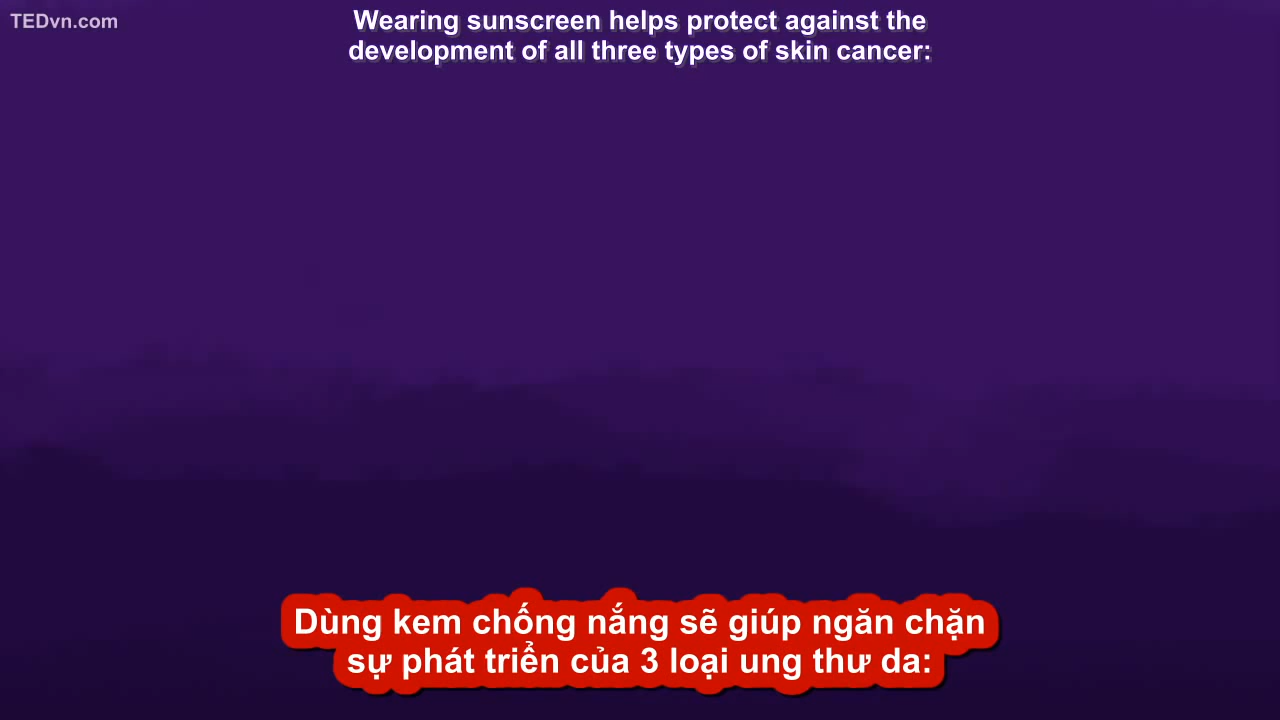 TEDvn.com
Wearing sunscreen helps protect against the
development of all three types of skin cancer:
Dùng kem chống nắng sẽ giúp ngăn chặn
sự phát triển của 3 loại ung thư da: